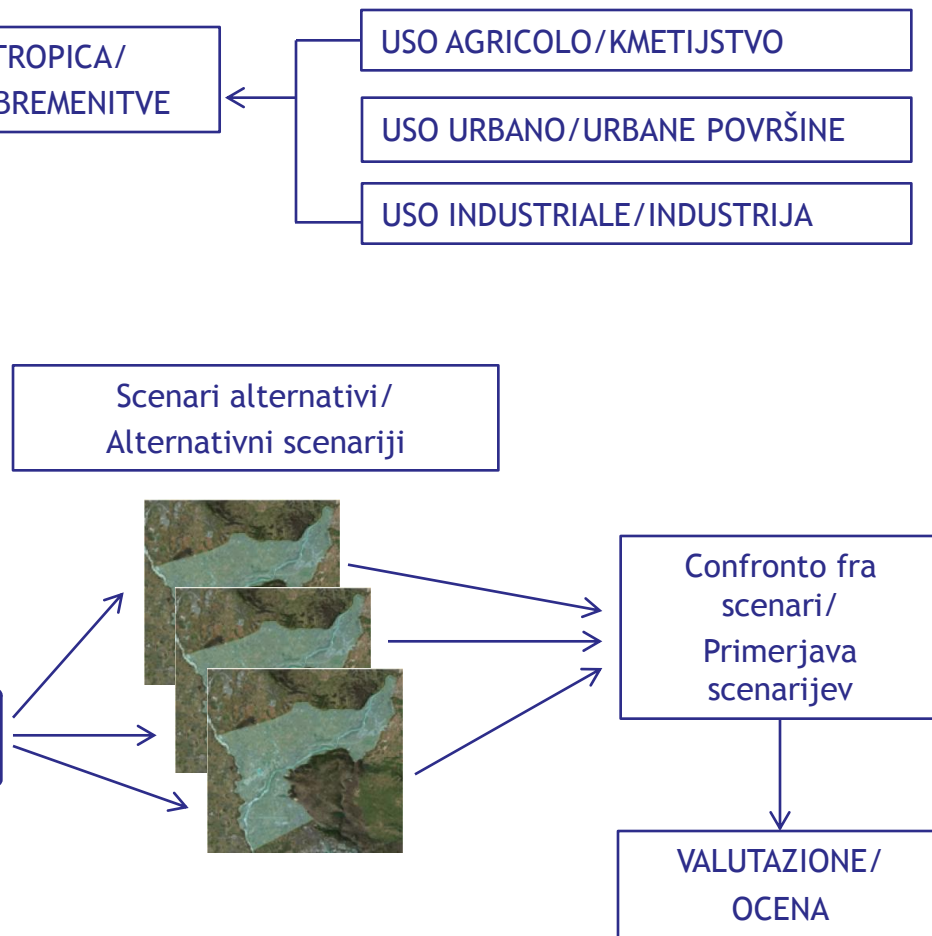 USO AGRICOLO/KMETIJSTVO
TROPICA/
BREMENITVE
USO URBANO/URBANE POVRŠINE
USO INDUSTRIALE/INDUSTRIJA
Scenari alternativi/
Alternativni scenariji
Confronto fra
scenari/
Primerjava
scenarijev
VALUTAZIONE/
OCENA